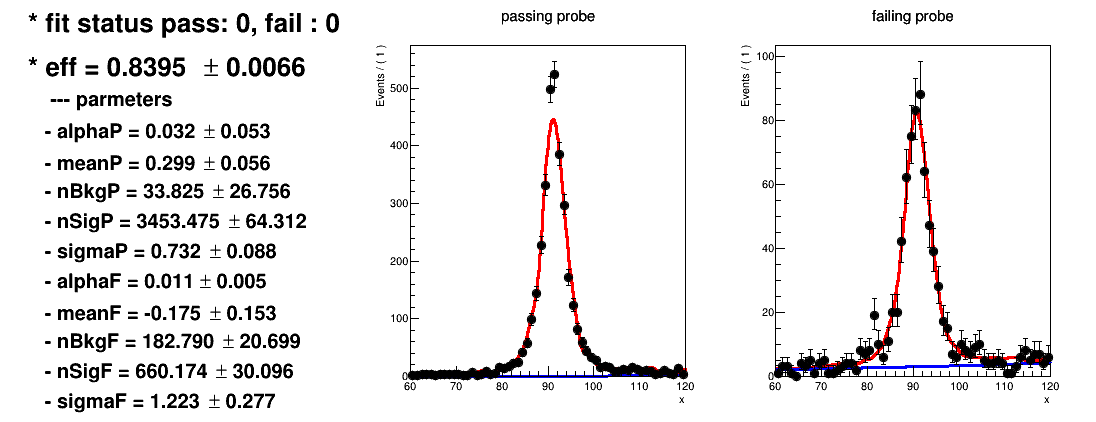 * fit status pass: 0, fail : 0
* eff = 0.8395 ± 0.0066
--- parmeters
- alphaP = 0.032 ± 0.053
- meanP = 0.299 ± 0.056
- nBkgP = 33.825 ± 26.756
- nSigP = 3453.475 ± 64.312
- sigmaP = 0.732 ± 0.088
- alphaF = 0.011 ± 0.005
- meanF = -0.175 ± 0.153
- nBkgF = 182.790 ± 20.699
- nSigF = 660.174 ± 30.096
- sigmaF = 1.223 ± 0.277
passing probe
Events / ( 1 )
500
400
300
200
100
0
60 70 80 90 100 110 120
x
failing probe
Events / ( 1 )
100
80
60
40
20
0
60 70 80 90 100 110 120
x